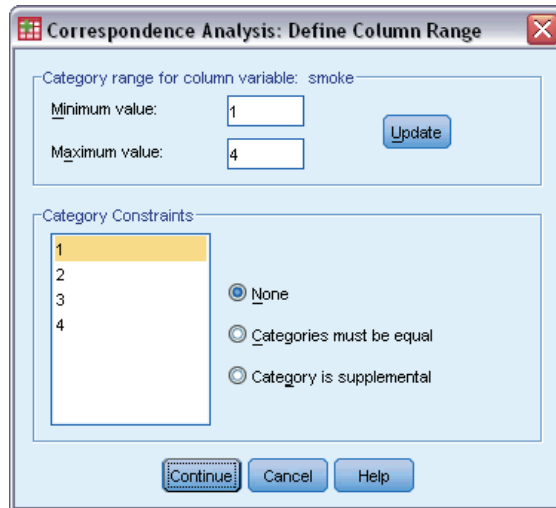 Correspondence Analysis: Define Column Range
Category range for column variable: smoke
Minimum value:
1
Maximum value:
4
Update
Category Constraints
1
2
3
4
None
Categories must be equal
Category is supplemental
Continue
Cancel
Help